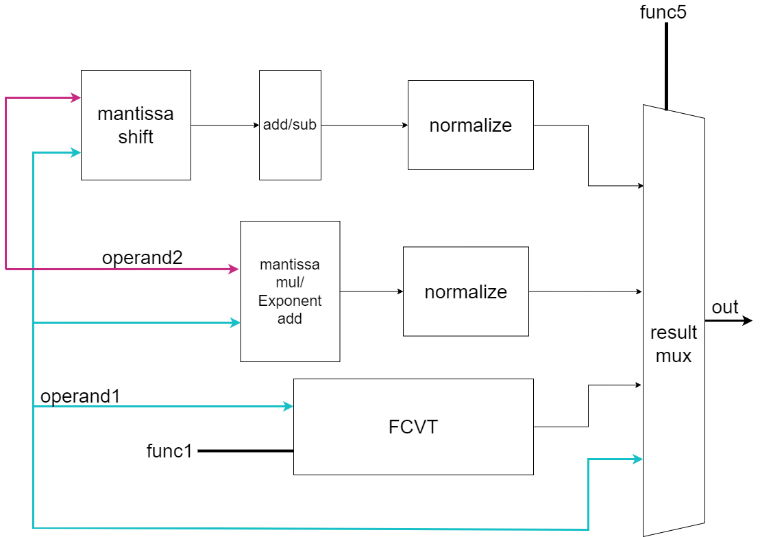 func5
mantissa
shift
add/sub
normalize
operand2
mantissa
mul/
Exponent
add
normalize
out
result
mux
operand1
FCVT
func1